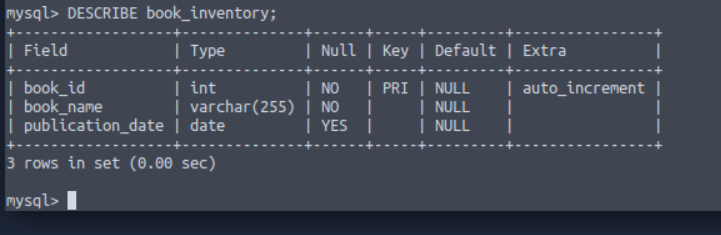 mysql> DESCRIBE book_inventory;
+------------------+--------------+------+-----+---------+----------------+
| Field            | Type         | Null | Key | Default | Extra          |
+------------------+--------------+------+-----+---------+----------------+
| book_id          | int          | NO   | PRI | NULL    | auto_increment |
| book_name        | varchar(255) | NO   |     | NULL    |                |
| publication_date | date         | YES  |     | NULL    |                |
+------------------+--------------+------+-----+---------+----------------+
3 rows in set (0.00 sec)
mysql>